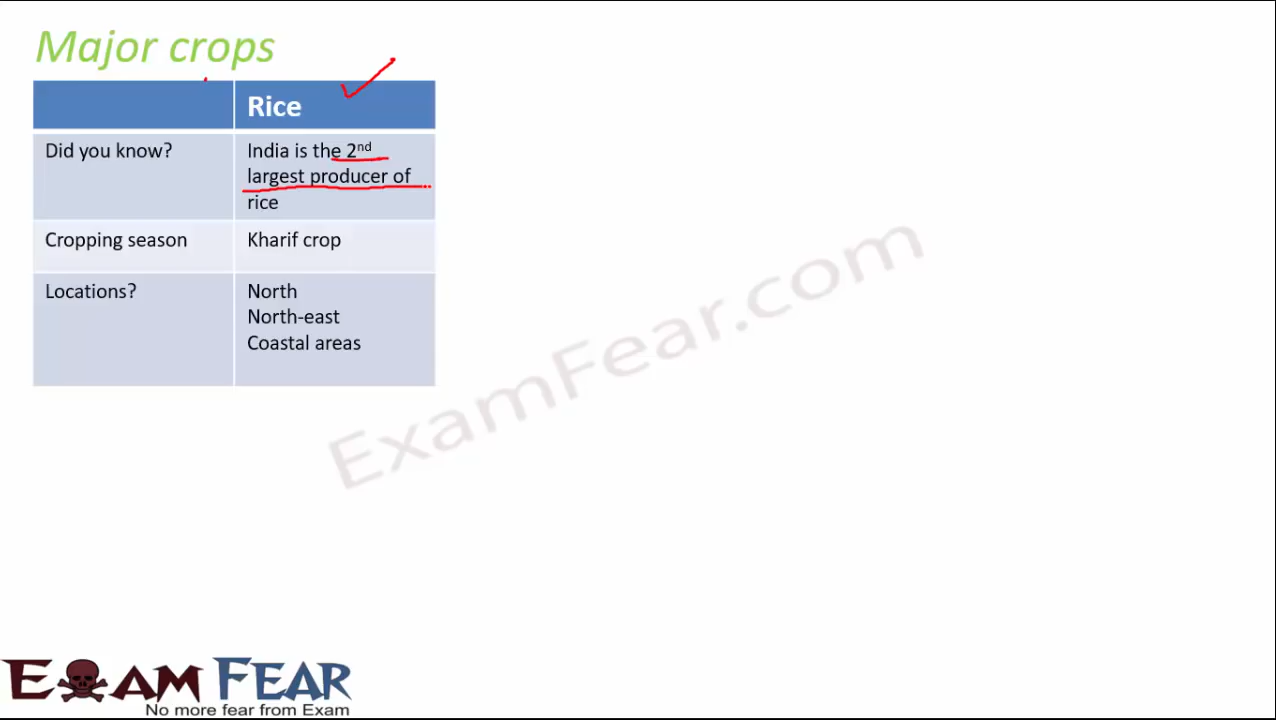 Major crops
Rice
Did you know?
India is the 2nd
largest producer of
rice
Cropping season
Kharif crop
Locations?
North
North-east
Coastal areas
ExamFear.com
EXAM FEAR
No more fear from Exam